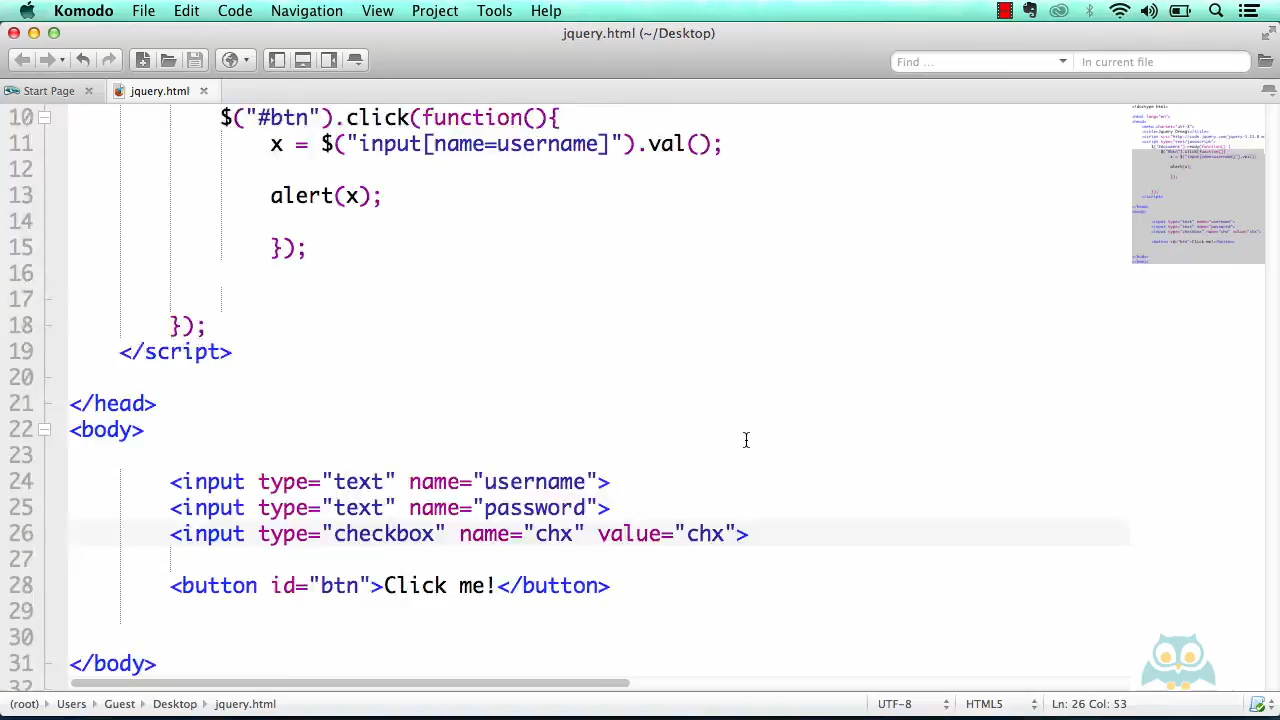 Komodo File Edit Code Navigation View Project Tools Help
jquery.html (~/Desktop)
Find ... In current file
Start Page jquery.html
10 $("#btn").click(function(){
11 x = $("input[name=username]").val();
12
13 alert(x);
14
15 });
16
17
18 });
19 </script>
20
21 </head>
22 <body>
23
24 <input type="text" name="username">
25 <input type="text" name="password">
26 <input type="checkbox" name="chx" value="chx">
27
28 <button id="btn">Click me!</button>
29
30
31 </body>
32
(root) Users Guest Desktop jquery.html UTF-8 HTML5 Ln: 26 Col: 53